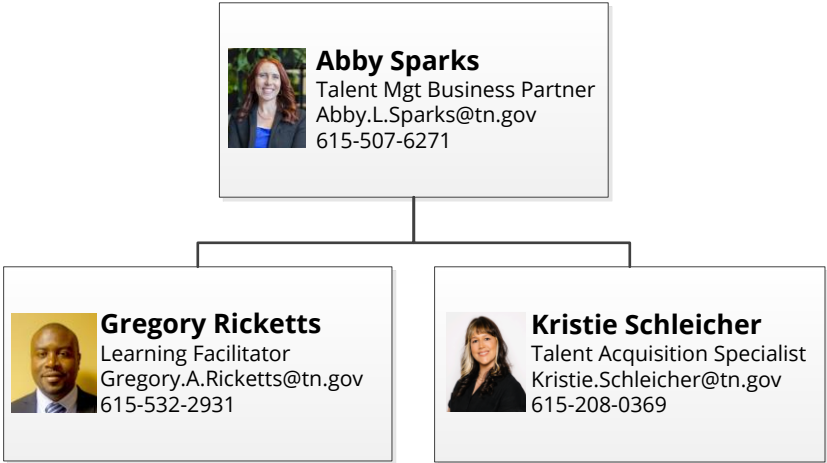 Abby Sparks
Talent Mgt Business Partner
Abby.L.Sparks@tn.gov
615-507-6271
Gregory Ricketts
Learning Facilitator
Gregory.A.Ricketts@tn.gov
615-532-2931
Kristie Schleicher
Talent Acquisition Specialist
Kristie.Schleicher@tn.gov
615-208-0369